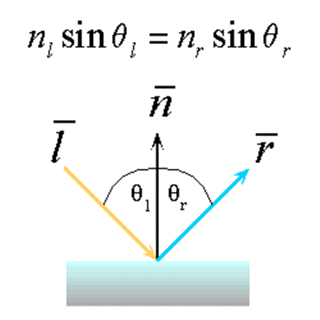 n_l sin θ_l = n_r sin θ_r
n̅
l̅ r̅
θ_l θ_r